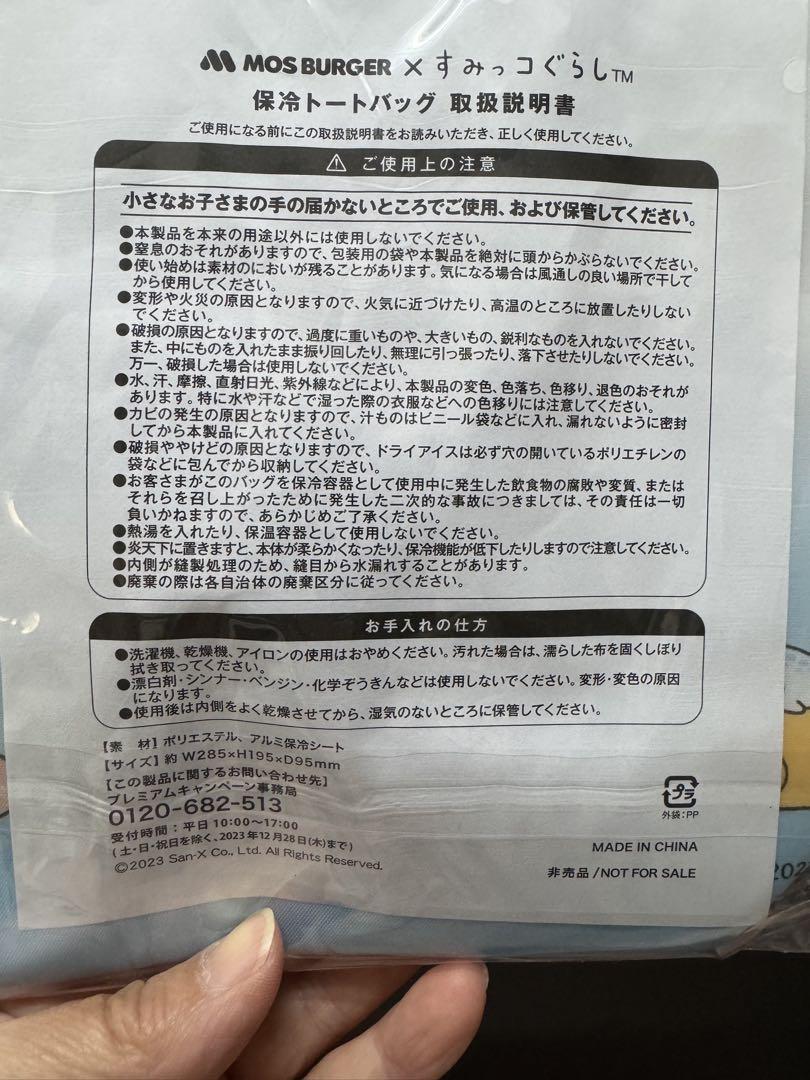 MOS BURGER × すみっコぐらしTM
保冷トートバッグ 取扱説明書
ご使用になる前にこの取扱説明書をお読みいただき、正しく使用してください。
⚠ ご使用上の注意
小さなお子さまの手の届かないところでご使用、および保管してください。
●本製品を本来の用途以外には使用しないでください。
●窒息のおそれがありますので、包装用の袋や本製品を絶対に頭からかぶらないでください。
●使い始めは素材のにおいが残ることがあります。気になる場合は風通しの良い場所で干して
から使用してください。
●変形や火災の原因となりますので、火気に近づけたり、高温のところに放置したりしない
でください。
●破損の原因となりますので、過度に重いものや、大きいもの、鋭利なものを入れないでください。
また、中にものを入れたまま振り回したり、無理に引っ張ったり、落下させたりしないでください。
万一、破損した場合は使用しないでください。
●水、汗、摩擦、直射日光、紫外線などにより、本製品の変色、色落ち、色移り、退色のおそれが
あります。特に水や汗などで湿った際の衣服などへの色移りには注意してください。
●カビの発生の原因となりますので、汁ものはビニール袋などに入れ、漏れないように密封
してから本製品に入れてください。
●破損ややけどの原因となりますので、ドライアイスは必ず穴の開いているポリエチレンの
袋などに包んでから収納してください。
●お客さまがこのバッグを保冷容器として使用中に発生した飲食物の腐敗や変質、または
それらを召し上がったために発生した二次的な事故につきましては、その責任は一切
負いかねますので、あらかじめご了承ください。
●熱湯を入れたり、保温容器として使用しないでください。
●炎天下に置きますと、本体が柔らかくなったり、保冷機能が低下したりしますので注意してください。
●内側が縫製処理のため、縫目から水漏れすることがあります。
●廃棄の際は各自治体の廃棄区分に従ってください。
お手入れの仕方
●洗濯機、乾燥機、アイロンの使用はおやめください。汚れた場合は、濡らした布を固くしぼり
拭き取ってください。
●漂白剤・シンナー・ベンジン・化学ぞうきんなどは使用しないでください。変形・変色の原因
になります。
●使用後は内側をよく乾燥させてから、湿気のないところに保管してください。
【素　材】ポリエステル、アルミ保冷シート
【サイズ】約 W285×H195×D95mm
【この製品に関するお問い合わせ先】
プレミアムキャンペーン事務局
0120-682-513
受付時間：平日 10:00～17:00
(土・日・祝日を除く、2023年12月28日(木)まで)
©2023 San-X Co., Ltd. All Rights Reserved.
プラ
外袋：PP
MADE IN CHINA
非売品/NOT FOR SALE